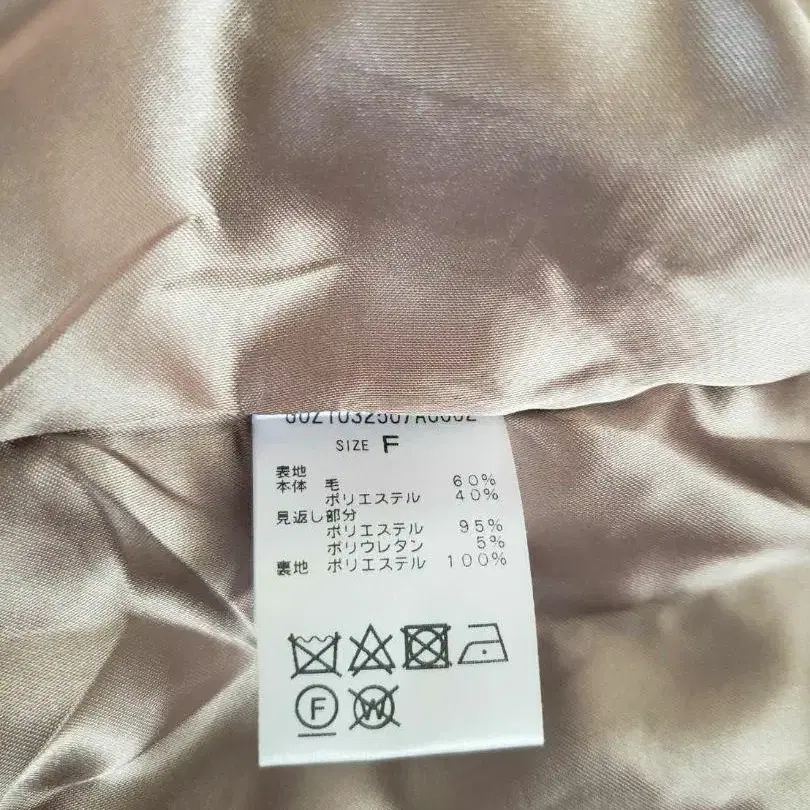 SIZE F
表地
本体 毛 60%
ポリエステル 40%
見返し部分
ポリエステル 95%
ポリウレタン 5%
裏地 ポリエステル 100%
F W